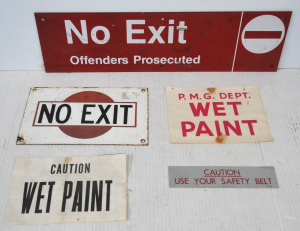 No Exit
Offenders Prosecuted
NO EXIT
P.M.G. DEPT.
WET
PAINT
CAUTION
WET PAINT
CAUTION
USE YOUR SAFETY BELT